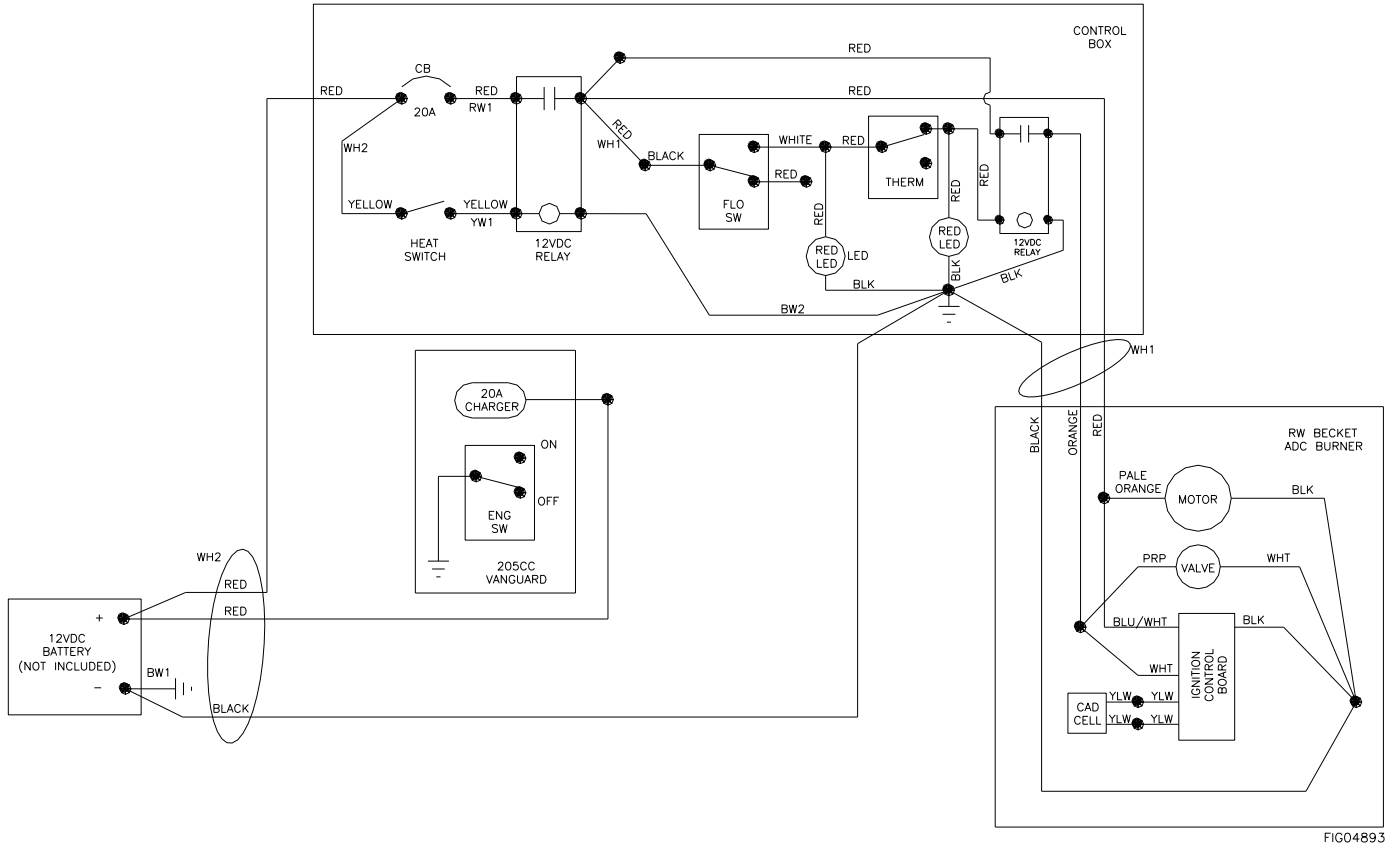 CONTROL
BOX
RED
CB
RED
RED
RED
20A
RW1
RED
WH1
WH2
BLACK
WHITE
RED
RED
THERM
RED
RED
RED
FLO
SW
RED
YELLOW
YELLOW
YW1
HEAT
SWITCH
12VDC
RELAY
RED
LED
LED
RED
LED
12VDC
RELAY
BLK
BLK
BLK
BW2
WH1
20A
CHARGER
ON
OFF
ENG
SW
205CC
VANGUARD
BLACK
ORANGE
RED
RW BECKET
ADC BURNER
PALE
ORANGE
MOTOR
BLK
PRP
VALVE
WHT
BLU/WHT
BLK
WHT
IGNITION
CONTROL
BOARD
CAD
CELL
YLW
YLW
YLW
YLW
WH2
RED
RED
+
12VDC
BATTERY
(NOT INCLUDED)
BW1
–
BLACK
FIG04893